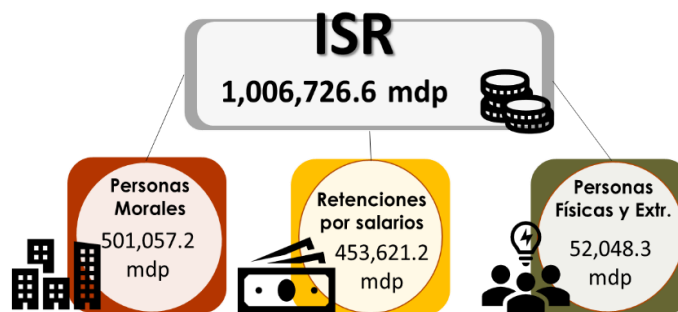 ISR
1,006,726.6 mdp
Personas
Morales
501,057.2
mdp
Retenciones
por salarios
453,621.2
mdp
Personas
Físicas y Extr.
52,048.3
mdp